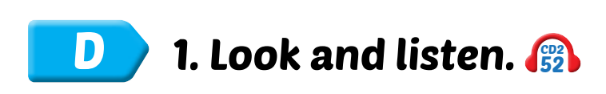 D 1. Look and listen. CD2 52